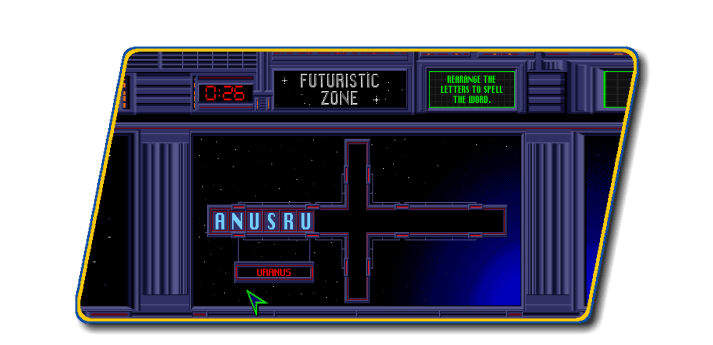 0:26
FUTURISTIC
ZONE
REARRANGE THE
LETTERS TO SPELL
THE WORD.
ANUSRU
URANUS